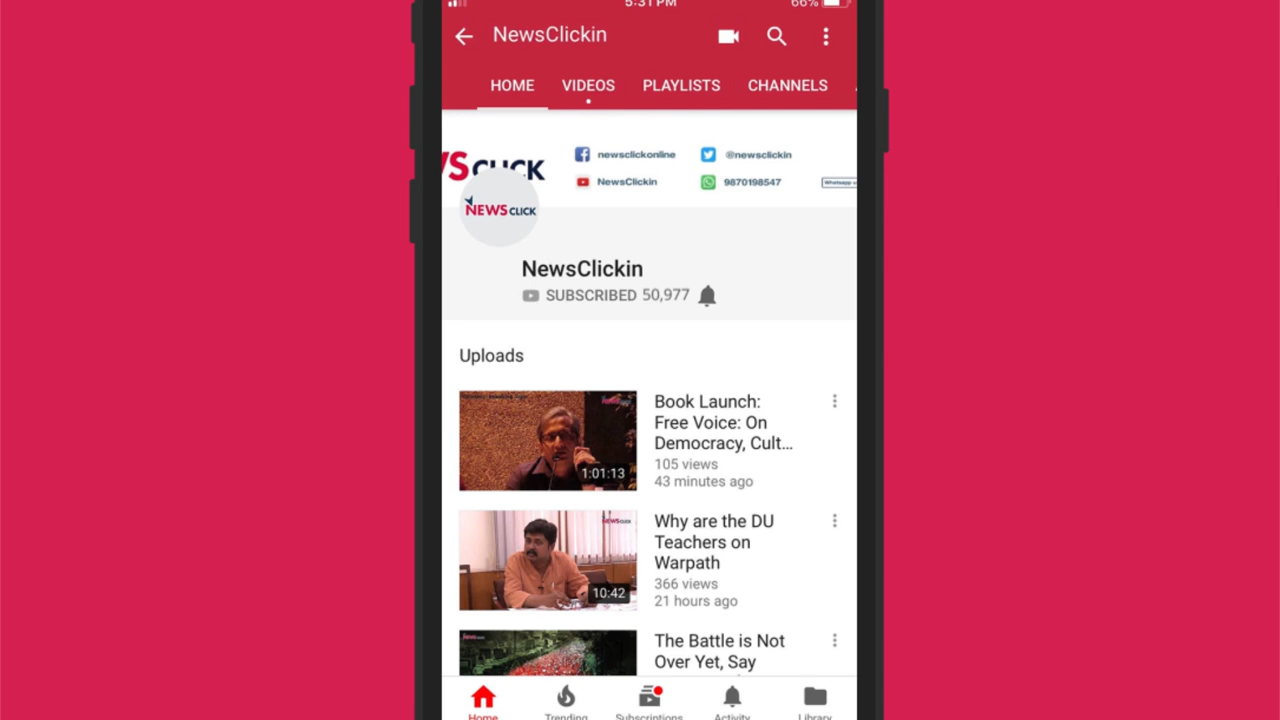 5:31 PM
66%
NewsClickin
HOME VIDEOS PLAYLISTS CHANNELS
CLICK
newsclickonline
@newsclickin
NewsClickin
9870198547
NEWSCLICK
NewsClickin
SUBSCRIBED 50,977
Uploads
Book Launch:
Free Voice: On
Democracy, Cult...
105 views
43 minutes ago
1:01:13
Why are the DU
Teachers on
Warpath
366 views
21 hours ago
NEWSCLICK
10:42
The Battle is Not
Over Yet, Say
Home Trending Subscriptions Activity Library